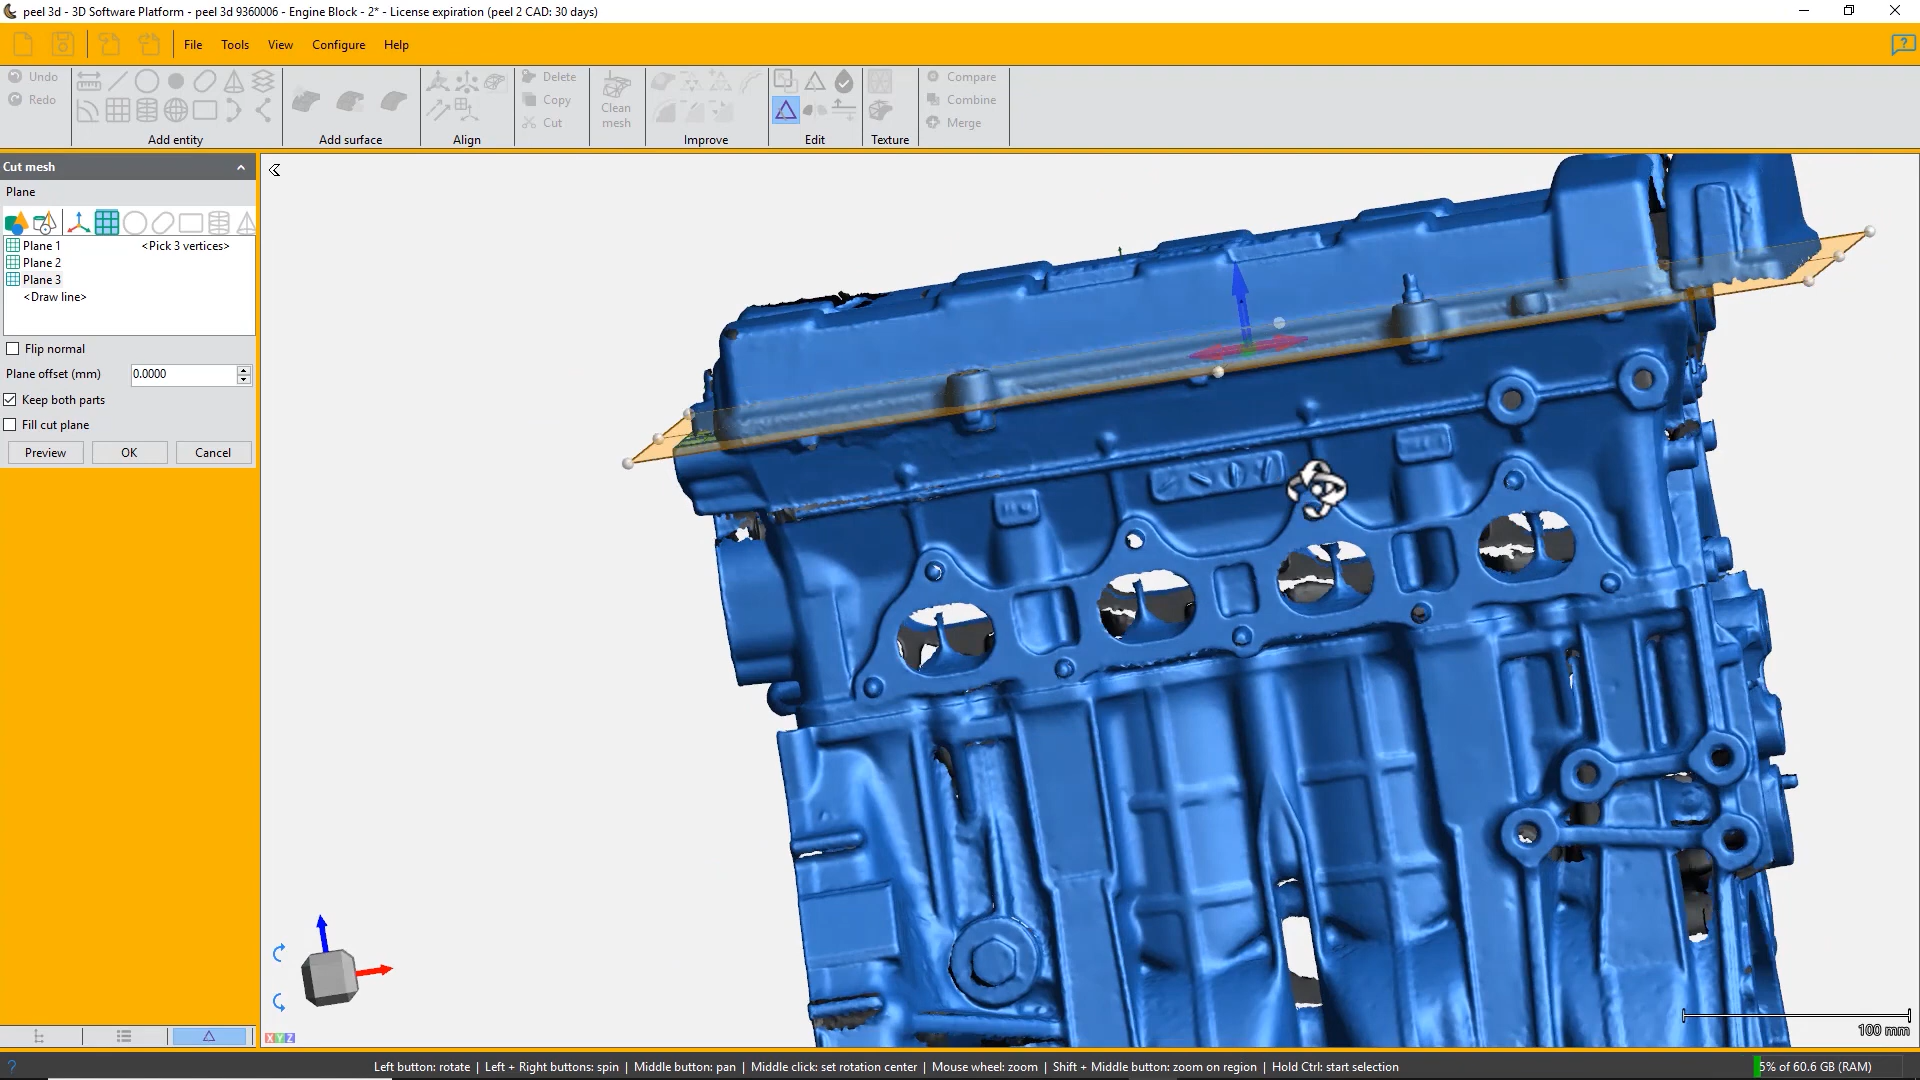 peel 3d - 3D Software Platform - peel 3d 9360006 - Engine Block - 2* - License expiration (peel 2 CAD: 30 days)
File Tools View Configure Help
Undo
Redo
Add entity
Add surface
Align
Delete
Copy
Cut
Clean
mesh
Improve
Edit
Texture
Compare
Combine
Merge
Cut mesh
Plane
Plane 1 <Pick 3 vertices>
Plane 2
Plane 3
<Draw line>
Flip normal
Plane offset (mm) 0.0000
Keep both parts
Fill cut plane
Preview OK Cancel
XYZ
100 mm
Left button: rotate | Left + Right buttons: spin | Middle button: pan | Middle click: set rotation center | Mouse wheel: zoom | Shift + Middle button: zoom on region | Hold Ctrl: start selection
5% of 60.6 GB (RAM)